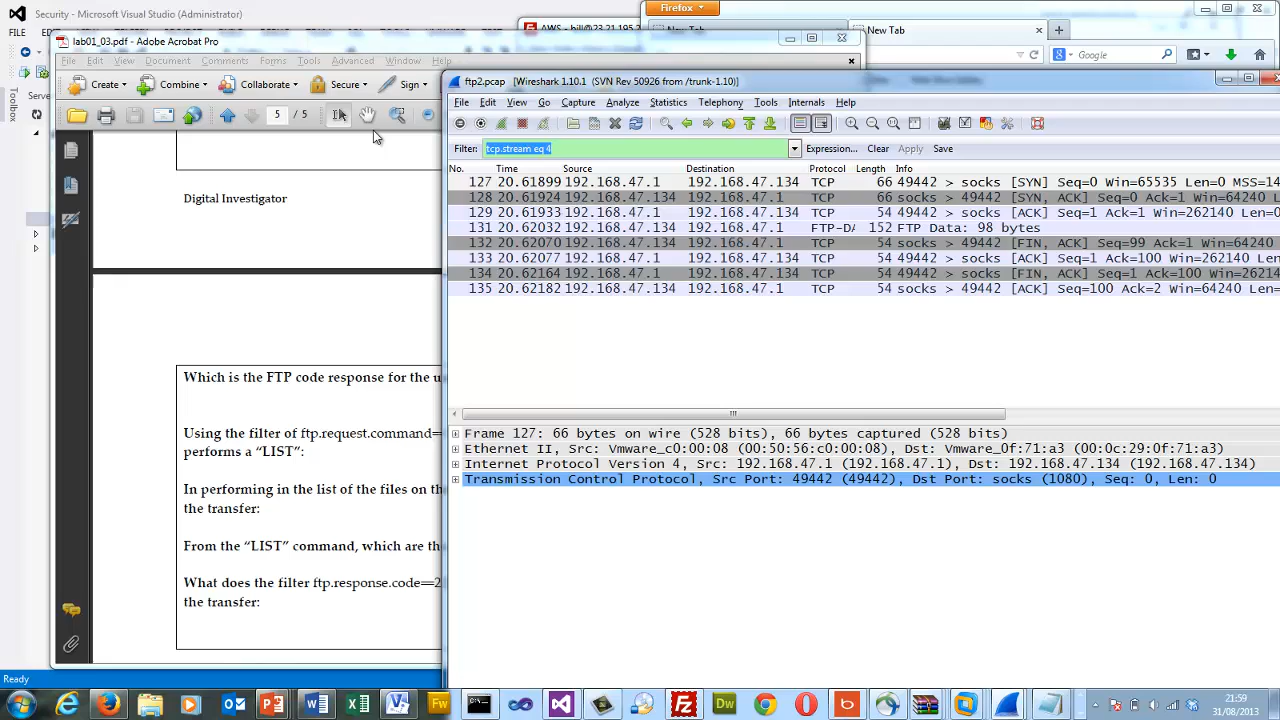 Security - Microsoft Visual Studio (Administrator)
FILE
Toolbox
Serve
Ready
Firefox
AWS - bill@23.21.195.2
New Tab
New Tab
Google
lab01_03.pdf - Adobe Acrobat Pro
File Edit View Document Comments Forms Tools Advanced Window Help
Create Combine Collaborate Secure Sign
5 / 5
Digital Investigator
Which is the FTP code response for the u
Using the filter of ftp.request.command=
performs a “LIST”:
In performing in the list of the files on th
the transfer:
From the “LIST” command, which are th
What does the filter ftp.response.code==2
the transfer:
ftp2.pcap [Wireshark 1.10.1 (SVN Rev 50926 from /trunk-1.10)]
File Edit View Go Capture Analyze Statistics Telephony Tools Internals Help
Filter: tcp.stream eq 4 Expression... Clear Apply Save
No. Time Source Destination Protocol Length Info
127 20.61899 192.168.47.1 192.168.47.134 TCP 66 49442 > socks [SYN] Seq=0 Win=65535 Len=0 MSS=14
128 20.61924 192.168.47.134 192.168.47.1 TCP 66 socks > 49442 [SYN, ACK] Seq=0 Ack=1 Win=64240
129 20.61933 192.168.47.1 192.168.47.134 TCP 54 49442 > socks [ACK] Seq=1 Ack=1 Win=262140 Len=0
131 20.62032 192.168.47.134 192.168.47.1 FTP-DA 152 FTP Data: 98 bytes
132 20.62070 192.168.47.134 192.168.47.1 TCP 54 socks > 49442 [FIN, ACK] Seq=99 Ack=1 Win=64240
133 20.62077 192.168.47.1 192.168.47.134 TCP 54 49442 > socks [ACK] Seq=1 Ack=100 Win=262140 Len
134 20.62164 192.168.47.1 192.168.47.134 TCP 54 49442 > socks [FIN, ACK] Seq=1 Ack=100 Win=26214
135 20.62182 192.168.47.134 192.168.47.1 TCP 54 socks > 49442 [ACK] Seq=100 Ack=2 Win=64240 Len=
Frame 127: 66 bytes on wire (528 bits), 66 bytes captured (528 bits)
Ethernet II, Src: Vmware_c0:00:08 (00:50:56:c0:00:08), Dst: Vmware_0f:71:a3 (00:0c:29:0f:71:a3)
Internet Protocol Version 4, Src: 192.168.47.1 (192.168.47.1), Dst: 192.168.47.134 (192.168.47.134)
Transmission Control Protocol, Src Port: 49442 (49442), Dst Port: socks (1080), Seq: 0, Len: 0
21:59
31/08/2013